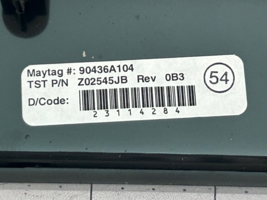 Maytag #: 90436A104
TST P/N Z02545JB Rev 0B3
54
D/Code:
23114284